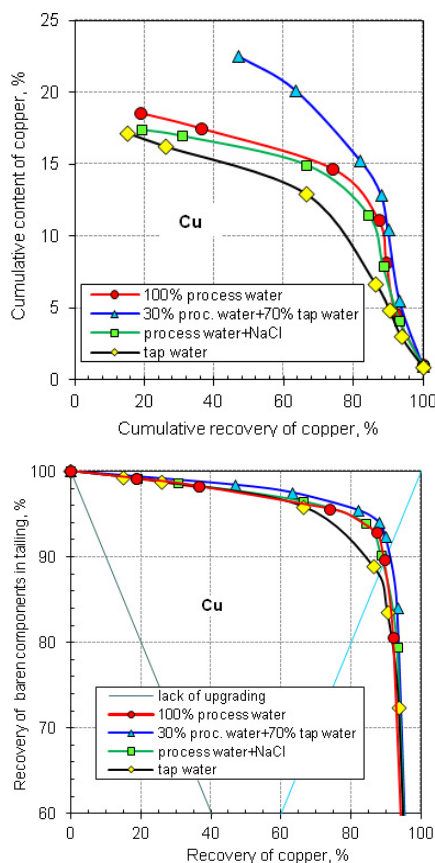 25
20
15
10
5
0
Cumulative content of copper, %
Cu
100% process water
30% proc. water+70% tap water
process water+NaCl
tap water
0 20 40 60 80 100
Cumulative recovery of copper, %
100
90
80
70
60
Recovery of baren components in tailing, %
Cu
lack of upgrading
100% process water
30% proc. water+70% tap water
process water+NaCl
tap water
0 20 40 60 80 100
Recovery of copper, %